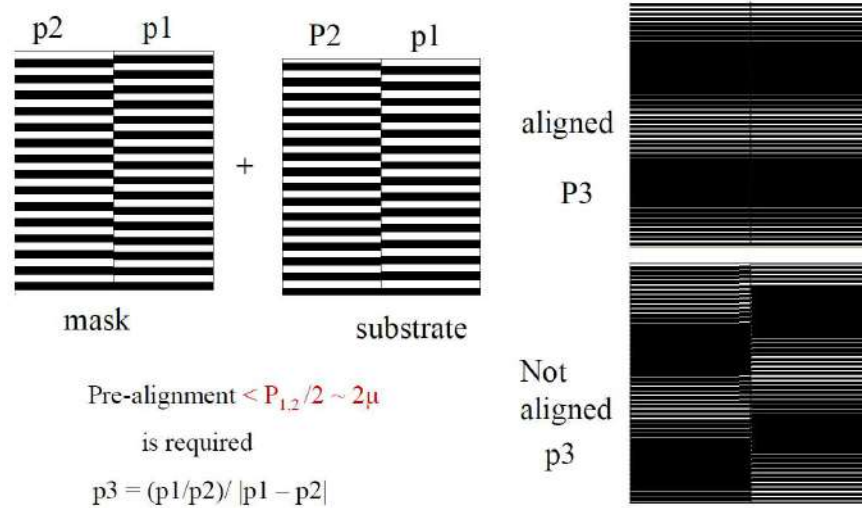 p2 p1
+
P2 p1
mask
substrate
aligned
P3
Not
aligned
p3
Pre-alignment < P1,2 /2 ~ 2μ
is required
p3 = (p1/p2)/ |p1 – p2|